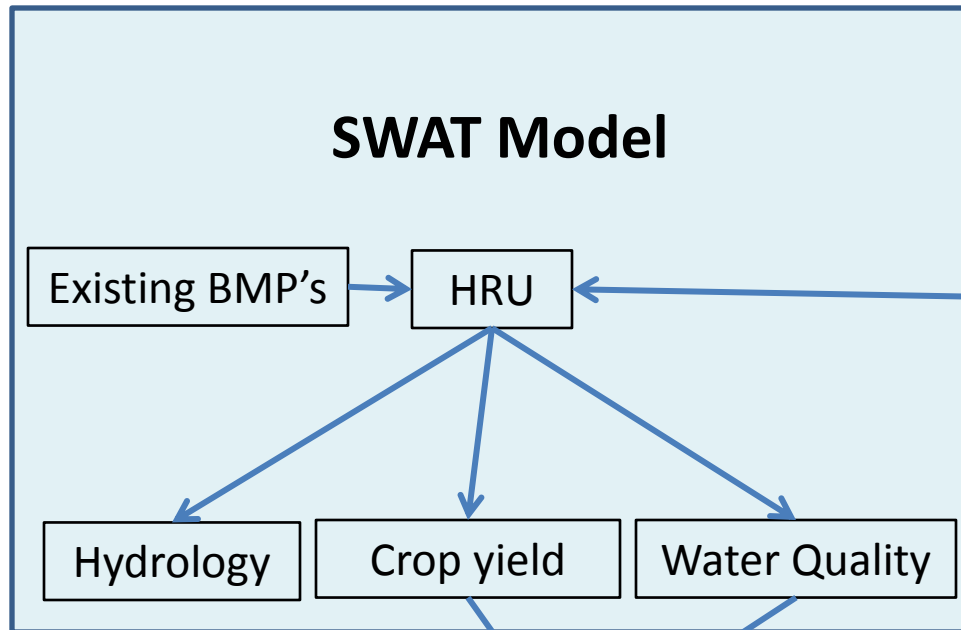 SWAT Model
Existing BMP’s
HRU
Hydrology
Crop yield
Water Quality